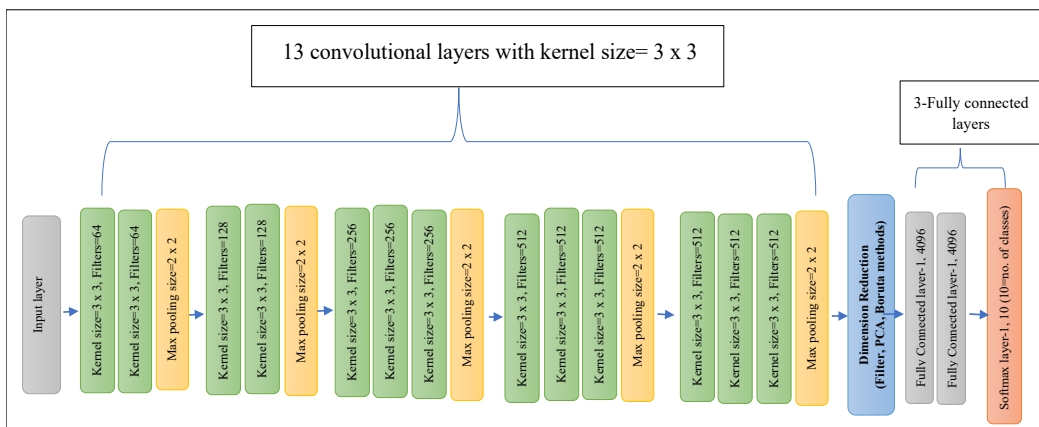 13 convolutional layers with kernel size= 3 x 3
3-Fully connected
layers
Input layer
Kernel size=3 x 3, Filters=64
Kernel size=3 x 3, Filters=64
Max pooling size=2 x 2
Kernel size=3 x 3, Filters=128
Kernel size=3 x 3, Filters=128
Max pooling size=2 x 2
Kernel size=3 x 3, Filters=256
Kernel size=3 x 3, Filters=256
Kernel size=3 x 3, Filters=256
Max pooling size=2 x 2
Kernel size=3 x 3, Filters=512
Kernel size=3 x 3, Filters=512
Kernel size=3 x 3, Filters=512
Max pooling size=2 x 2
Kernel size=3 x 3, Filters=512
Kernel size=3 x 3, Filters=512
Kernel size=3 x 3, Filters=512
Max pooling size=2 x 2
Dimension Reduction
(Filter, PCA, Boruta methods)
Fully Connected layer-1, 4096
Fully Connected layer-1, 4096
Softmax layer-1, 10 (10=no. of classes)